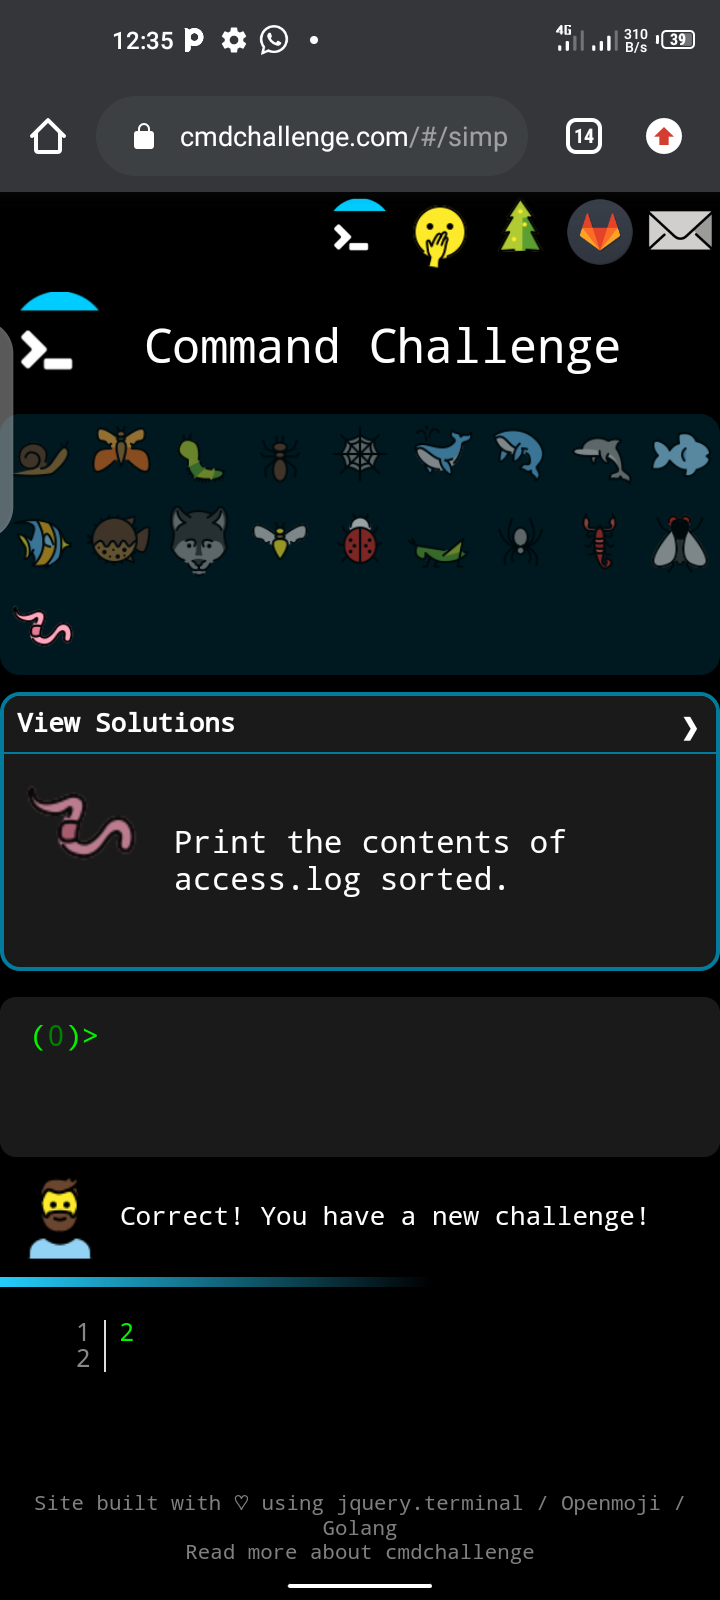 12:35
4G
310
B/s
39
cmdchallenge.com/#/simp
14
Command Challenge
View Solutions ❯
Print the contents of
access.log sorted.
(0)>
Correct! You have a new challenge!
1 2
2
Site built with ♡ using jquery.terminal / Openmoji /
Golang
Read more about cmdchallenge